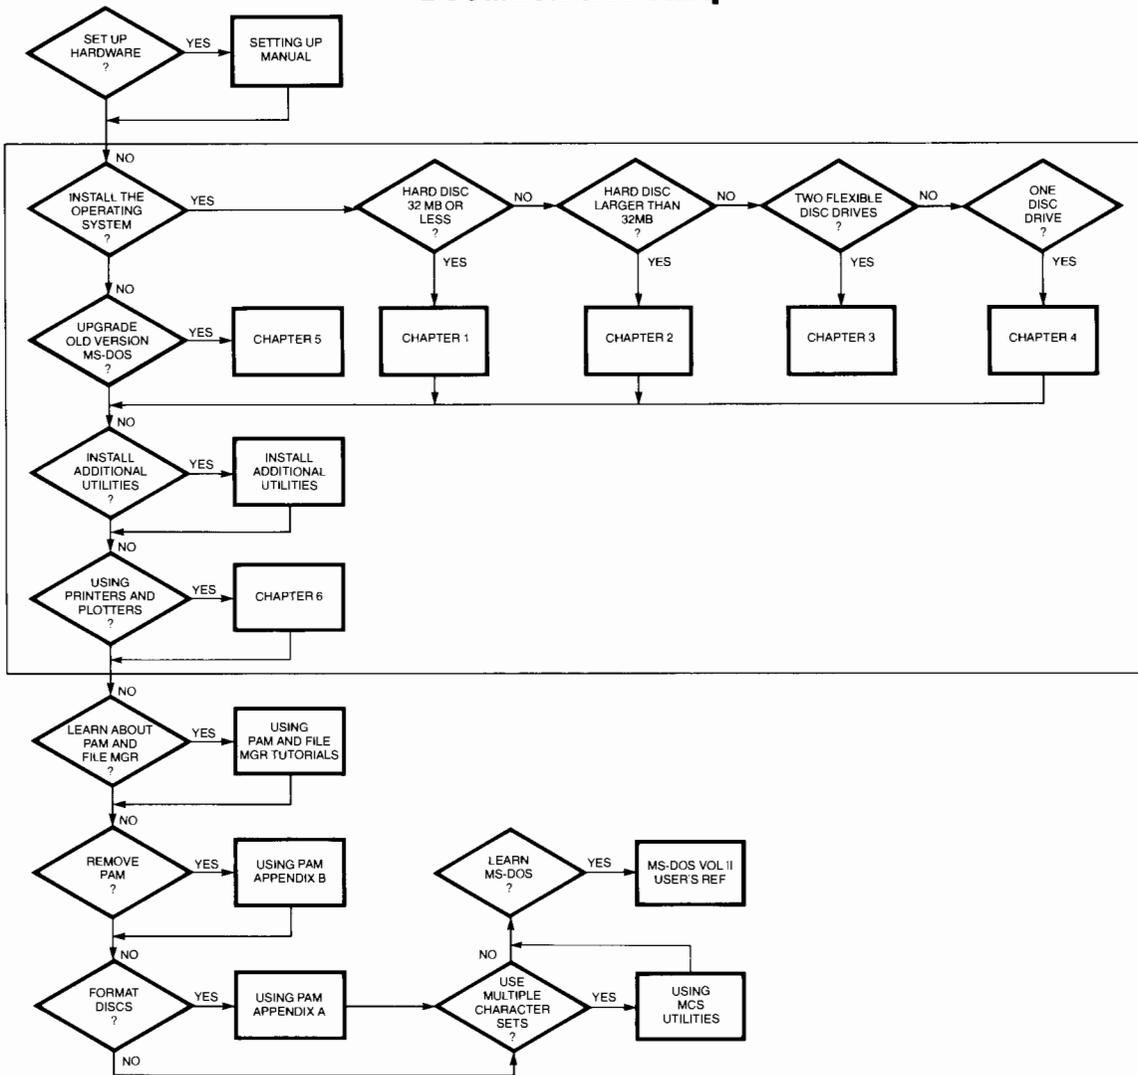 SET UP
HARDWARE
?
YES
SETTING UP
MANUAL
NO
INSTALL THE
OPERATING
SYSTEM
?
YES
HARD DISC
32 MB OR
LESS
?
NO
HARD DISC
LARGER THAN
32MB
?
NO
TWO FLEXIBLE
DISC DRIVES
?
NO
ONE
DISC
DRIVE
?
YES
YES
YES
YES
NO
UPGRADE
OLD VERSION
MS-DOS
?
YES
CHAPTER 5
CHAPTER 1
CHAPTER 2
CHAPTER 3
CHAPTER 4
NO
INSTALL
ADDITIONAL
UTILITIES
?
YES
INSTALL
ADDITIONAL
UTILITIES
NO
USING
PRINTERS AND
PLOTTERS
?
YES
CHAPTER 6
NO
LEARN ABOUT
PAM AND
FILE MGR
?
YES
USING
PAM AND FILE
MGR TUTORIALS
NO
REMOVE
PAM
?
YES
USING PAM
APPENDIX B
LEARN
MS-DOS
?
YES
MS-DOS VOL II
USER'S REF
NO
FORMAT
DISCS
?
YES
USING PAM
APPENDIX A
NO
USE
MULTIPLE
CHARACTER
SETS
?
YES
USING
MCS
UTILITIES
NO